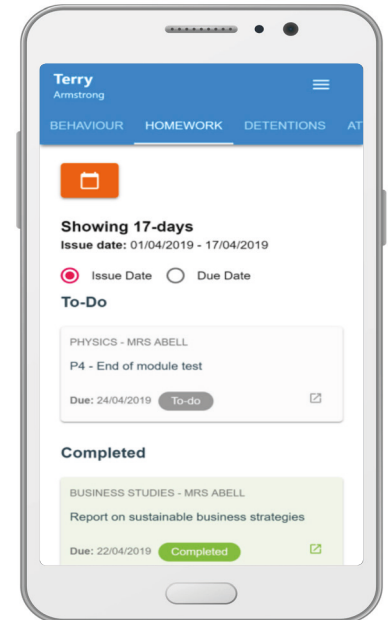 Terry
Armstrong
BEHAVIOUR HOMEWORK DETENTIONS AT
Showing 17-days
Issue date: 01/04/2019 - 17/04/2019
Issue Date Due Date
To-Do
PHYSICS - MRS ABELL
P4 - End of module test
Due: 24/04/2019 To-do
Completed
BUSINESS STUDIES - MRS ABELL
Report on sustainable business strategies
Due: 22/04/2019 Completed